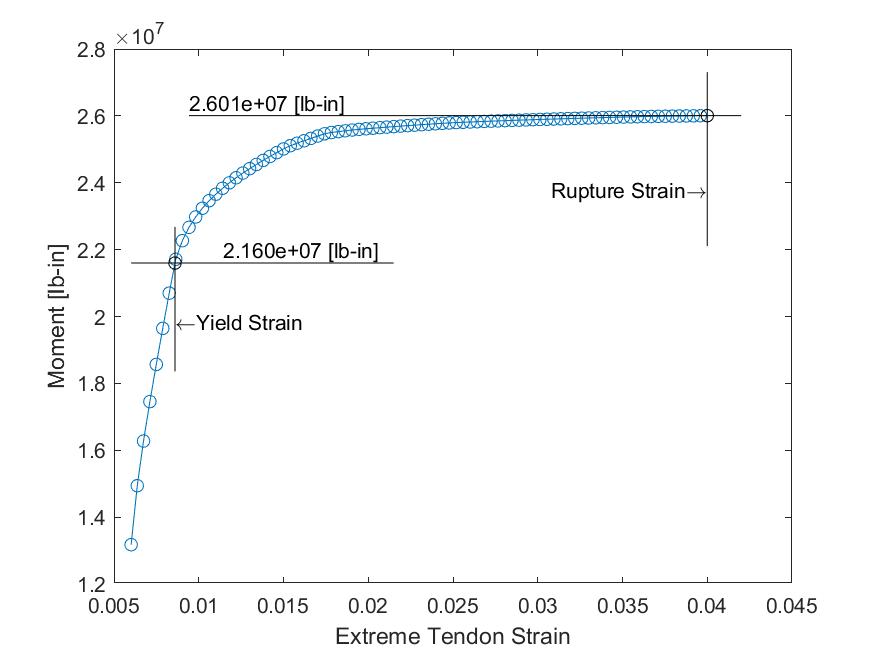 ×10⁷
2.8
2.601e+07 [lb-in]
2.6
2.4
Rupture Strain→
2.2
2.160e+07 [lb-in]
Moment [lb-in]
2
←Yield Strain
1.8
1.6
1.4
1.2
0.005 0.01 0.015 0.02 0.025 0.03 0.035 0.04 0.045
Extreme Tendon Strain